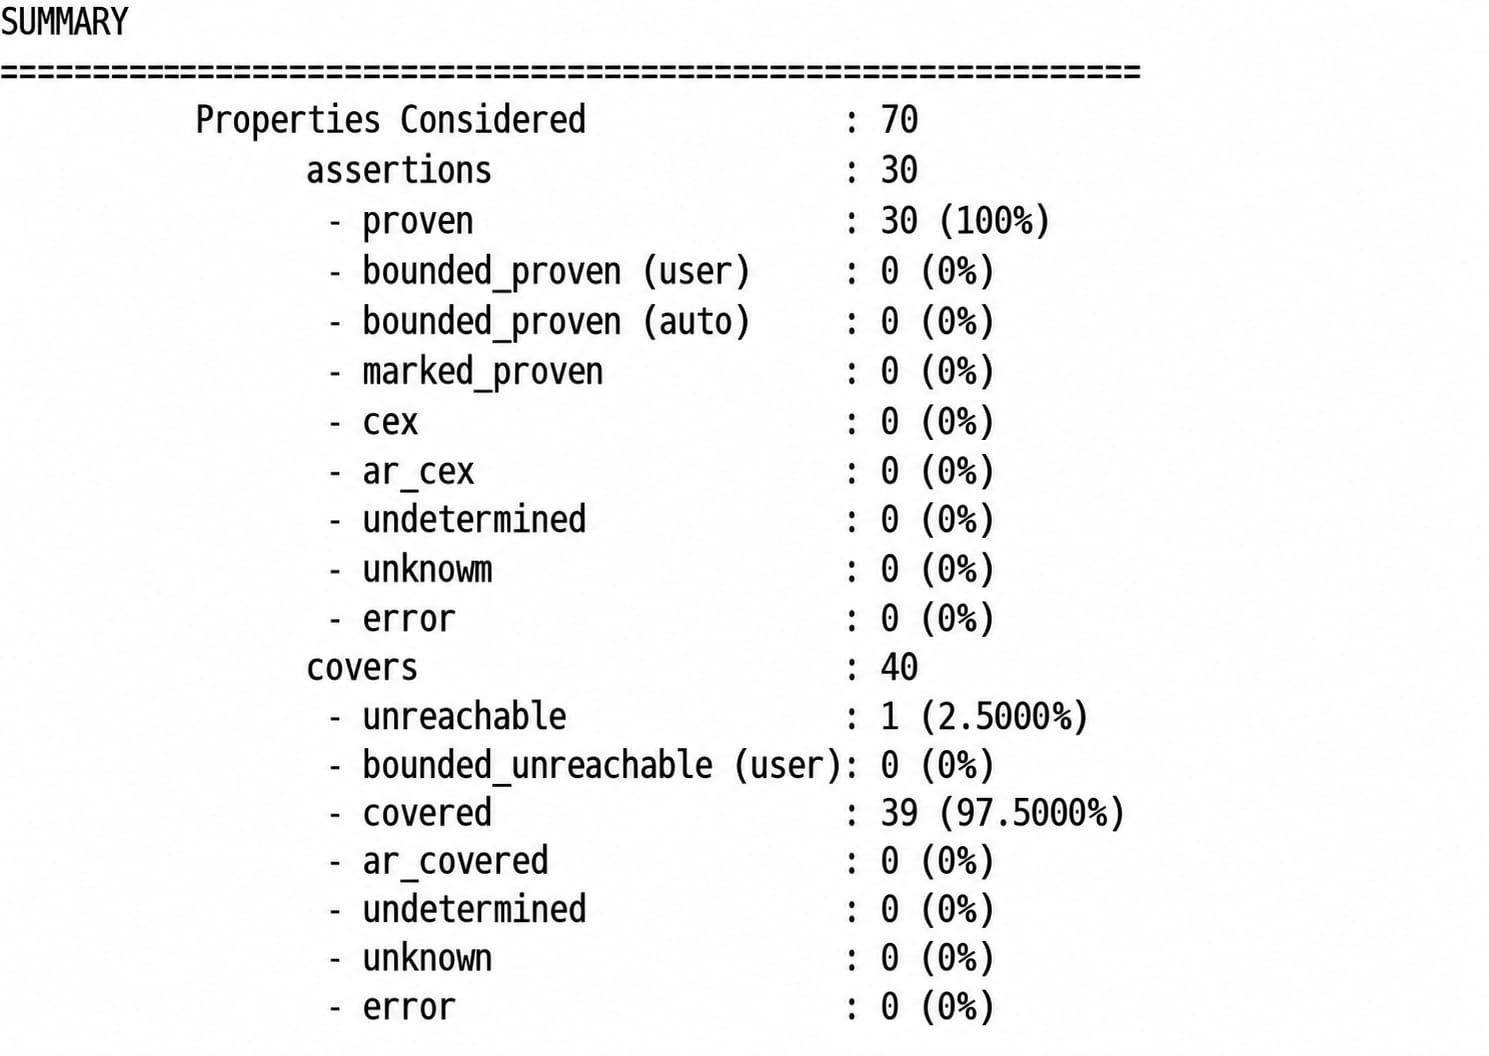 SUMMARY
==============================================================
Properties Considered : 70
assertions : 30
- proven : 30 (100%)
- bounded_proven (user) : 0 (0%)
- bounded_proven (auto) : 0 (0%)
- marked_proven : 0 (0%)
- cex : 0 (0%)
- ar_cex : 0 (0%)
- undetermined : 0 (0%)
- unknowm : 0 (0%)
- error : 0 (0%)
covers : 40
- unreachable : 1 (2.5000%)
- bounded_unreachable (user): 0 (0%)
- covered : 39 (97.5000%)
- ar_covered : 0 (0%)
- undetermined : 0 (0%)
- unknown : 0 (0%)
- error : 0 (0%)